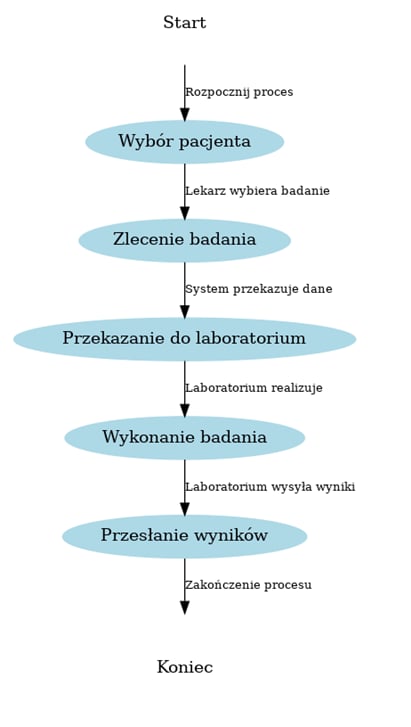 Start
Rozpocznij proces
Wybór pacjenta
Lekarz wybiera badanie
Zlecenie badania
System przekazuje dane
Przekazanie do laboratorium
Laboratorium realizuje
Wykonanie badania
Laboratorium wysyła wyniki
Przesłanie wyników
Zakończenie procesu
Koniec